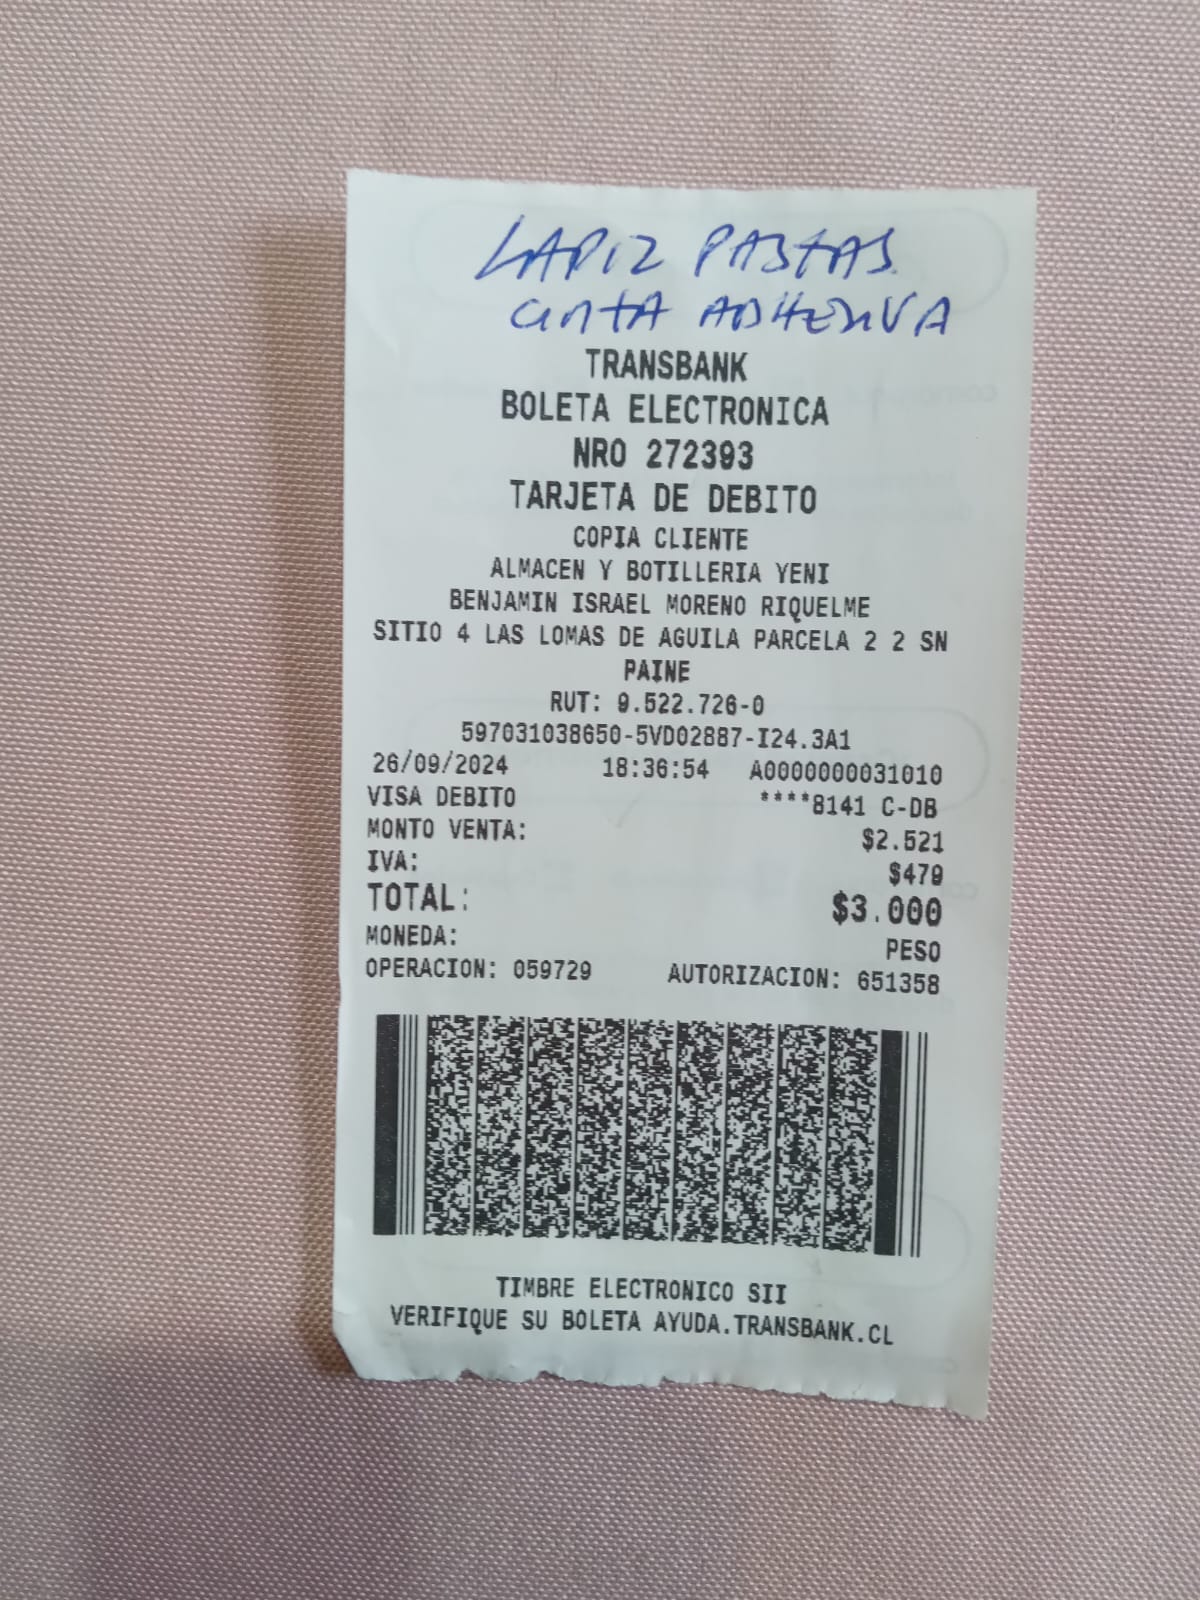 LAPIZ PASTAS
CINTA ADHESIVA
TRANSBANK
BOLETA ELECTRONICA
NRO 272393
TARJETA DE DEBITO
COPIA CLIENTE
ALMACEN Y BOTILLERIA YENI
BENJAMIN ISRAEL MORENO RIQUELME
SITIO 4 LAS LOMAS DE AGUILA PARCELA 2 2 SN
PAINE
RUT: 9.522.726-0
597031038650-5VD02887-I24.3A1
26/09/2024 18:36:54 A0000000031010
VISA DEBITO ****8141 C-DB
MONTO VENTA: $2.521
IVA: $479
TOTAL: $3.000
MONEDA: PESO
OPERACION: 059729 AUTORIZACION: 651358
TIMBRE ELECTRONICO SII
VERIFIQUE SU BOLETA AYUDA.TRANSBANK.CL